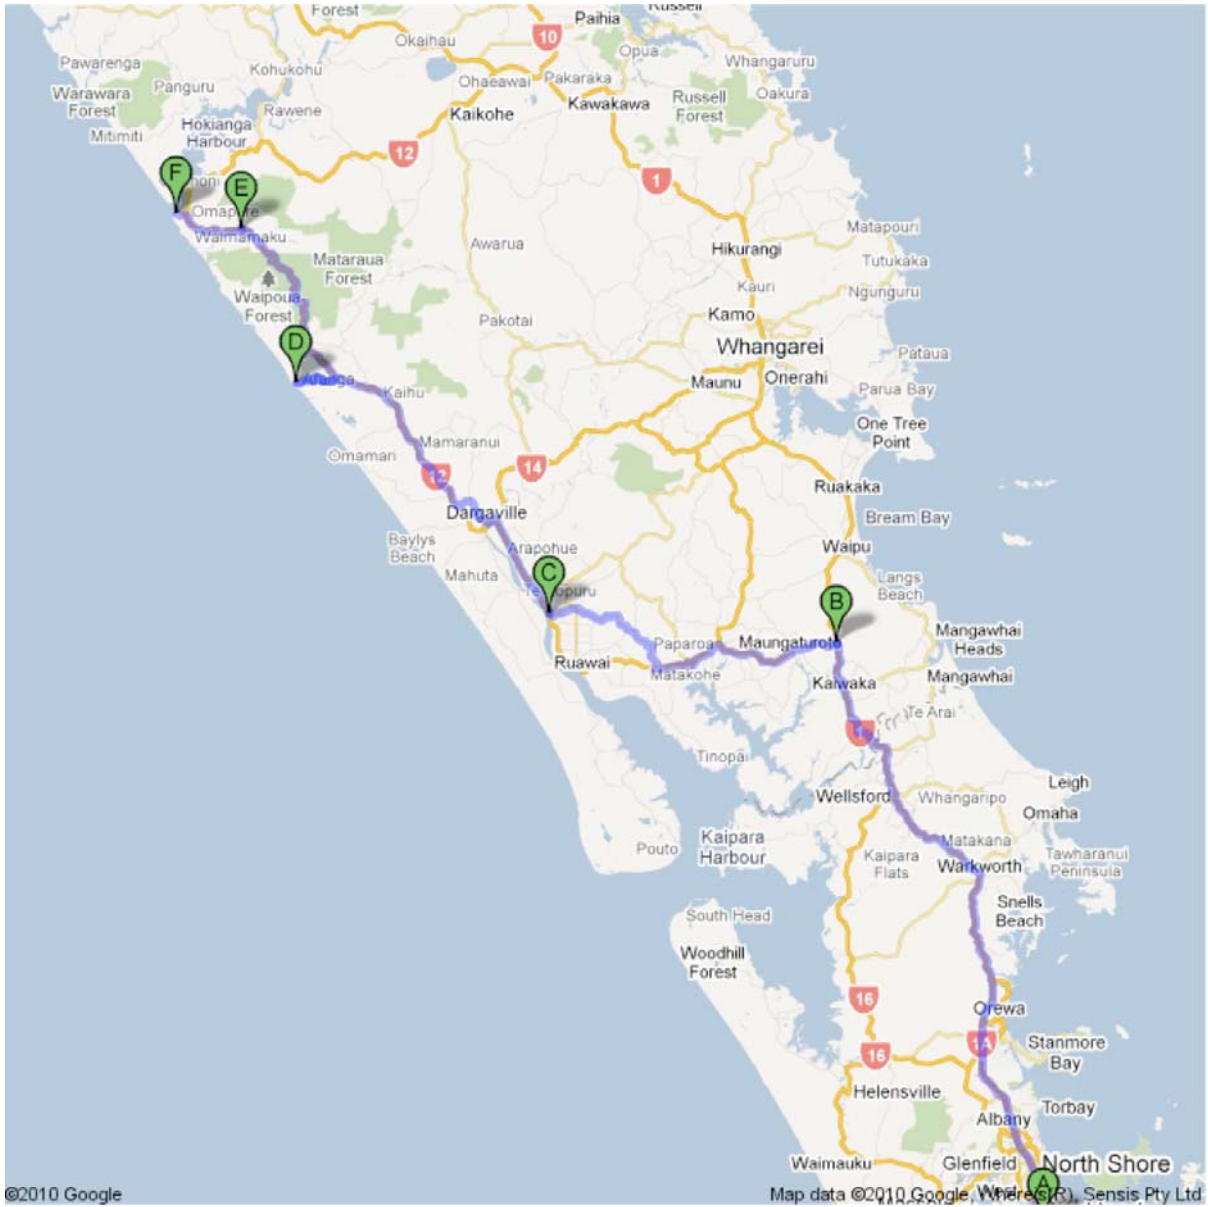 Forest
Paihia
Russell
10
Okaihau
Opua
Pawarenga
Kohukohu
Whangaruru
Warawara
Forest
Panguru
Ohaeawai
Pakaraka
Oakura
Rawene
Kaikohe
Kawakawa
Russell
Forest
Mitimiti
Hokianga
Harbour
12
F
E
1
Omapere
Waimamaku
Awarua
Hikurangi
Matapouri
Mataraua
Forest
Tutukaka
Kauri
Ngunguru
Waipoua
Forest
Kamo
Pakotai
D
Whangarei
Pataua
Aranga
Kaihu
Maunu
Onerahi
Parua Bay
Mamaranui
One Tree
Point
Omamari
12
14
Ruakaka
Dargaville
Bream Bay
Baylys
Beach
Arapohue
Waipu
Mahuta
C
Langs
Beach
B
Paparoa
Maungaturoto
Mangawhai
Heads
Ruawai
Matakohe
Kaiwaka
Mangawhai
Te Arai
Tinopai
Wellsford
Whangaripo
Leigh
Omaha
Kaipara
Harbour
Pouto
Matakana
Kaipara
Flats
Warkworth
Tawharanui
Peninsula
Snells
Beach
South Head
Woodhill
Forest
16
Orewa
1A
16
Stanmore
Bay
Helensville
Torbay
Albany
Waimauku
Glenfield
North Shore
A
©2010 Google
Map data ©2010 Google, Whereis(R), Sensis Pty Ltd